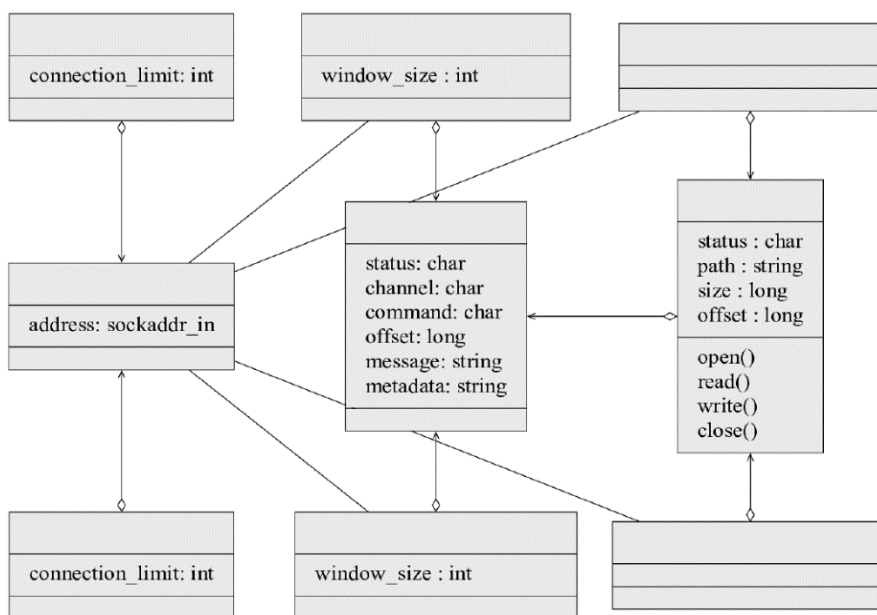 connection_limit: int
window_size : int
status: char
channel: char
command: char
offset: long
message: string
metadata: string
status : char
path : string
size : long
offset : long
open()
read()
write()
close()
address: sockaddr_in
connection_limit: int
window_size : int